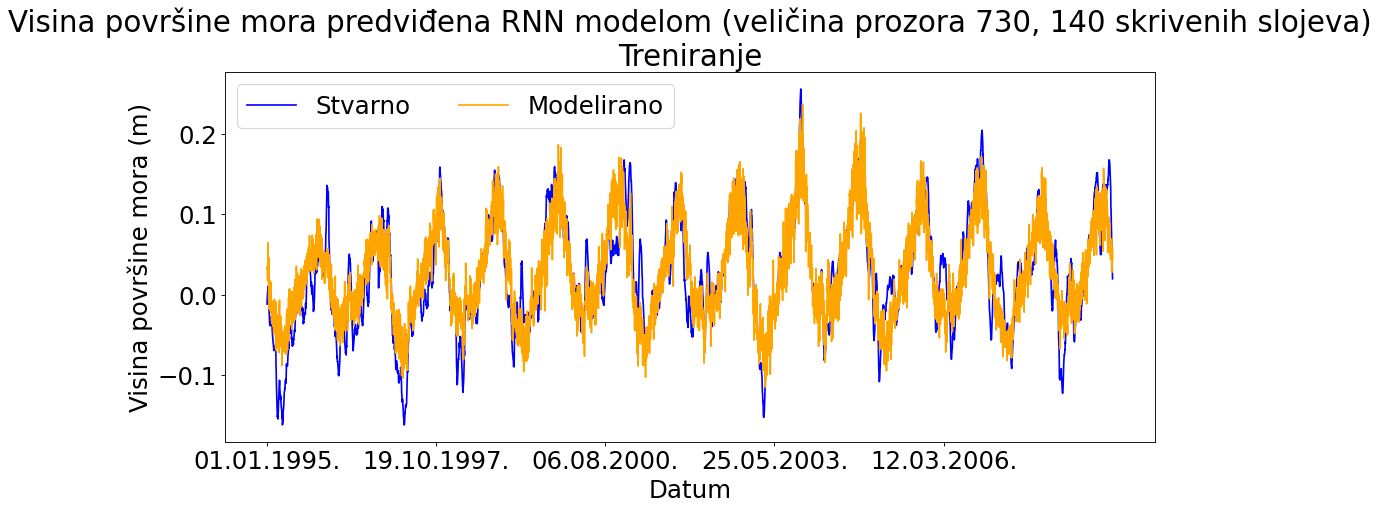 Visina površine mora predviđena RNN modelom (veličina prozora 730, 140 skrivenih slojeva)
Treniranje
Stvarno
Modelirano
Visina površine mora (m)
0.2
0.1
0.0
−0.1
01.01.1995.
19.10.1997.
06.08.2000.
25.05.2003.
12.03.2006.
Datum